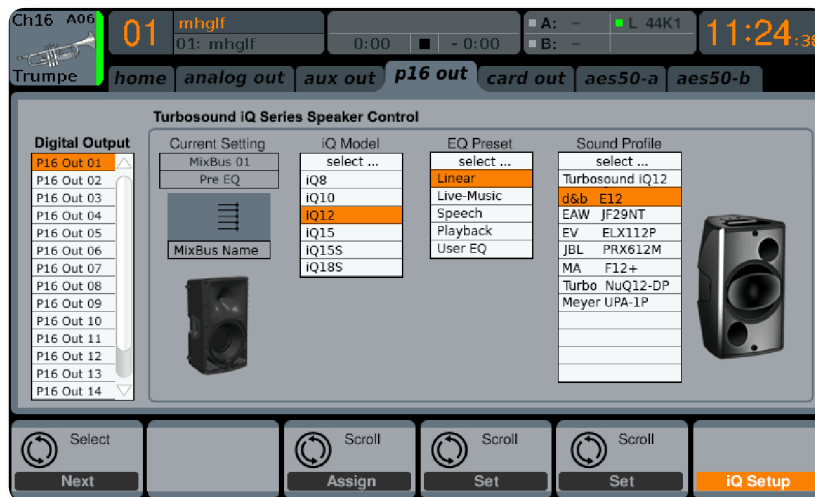 Ch16 A06
Trumpe
01
mhglf
01: mhglf
0:00 - 0:00
A: -
B: -
L 44K1
11:24:38
home analog out aux out p16 out card out aes50-a aes50-b
Turbosound iQ Series Speaker Control
Digital Output
P16 Out 01
P16 Out 02
P16 Out 03
P16 Out 04
P16 Out 05
P16 Out 06
P16 Out 07
P16 Out 08
P16 Out 09
P16 Out 10
P16 Out 11
P16 Out 12
P16 Out 13
P16 Out 14
Current Setting
MixBus 01
Pre EQ
MixBus Name
iQ Model
select ...
iQ8
iQ10
iQ12
iQ15
iQ15S
iQ18S
EQ Preset
select ...
Linear
Live-Music
Speech
Playback
User EQ
Sound Profile
select ...
Turbosound iQ12
d&b E12
EAW JF29NT
EV ELX112P
JBL PRX612M
MA F12+
Turbo NuQ12-DP
Meyer UPA-1P
Select
Next
Scroll
Assign
Scroll
Set
Scroll
Set
iQ Setup